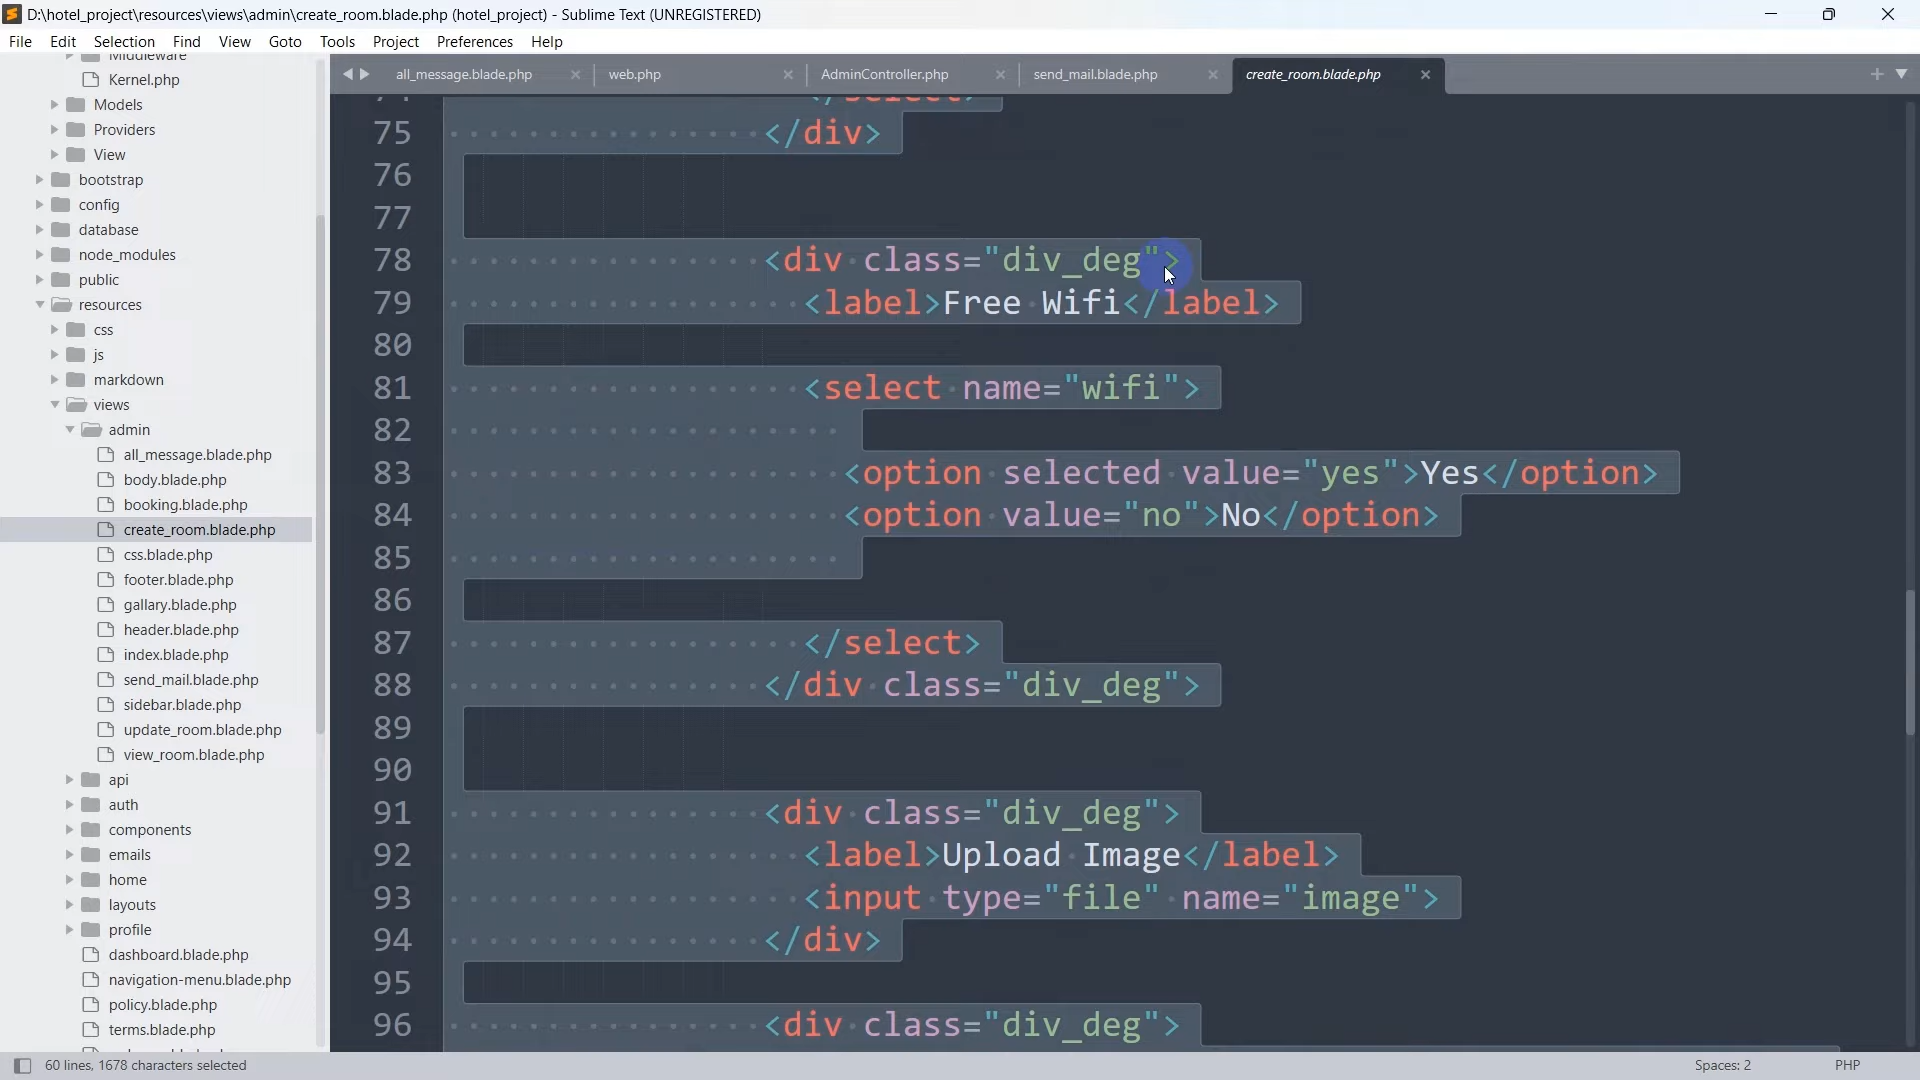 D:\hotel_project\resources\views\admin\create_room.blade.php (hotel_project) - Sublime Text (UNREGISTERED)
File Edit Selection Find View Goto Tools Project Preferences Help
Middleware
Kernel.php
Models
Providers
View
bootstrap
config
database
node_modules
public
resources
css
js
markdown
views
admin
all_message.blade.php
body.blade.php
booking.blade.php
create_room.blade.php
css.blade.php
footer.blade.php
gallary.blade.php
header.blade.php
index.blade.php
send_mail.blade.php
sidebar.blade.php
update_room.blade.php
view_room.blade.php
api
auth
components
emails
home
layouts
profile
dashboard.blade.php
navigation-menu.blade.php
policy.blade.php
terms.blade.php
all_message.blade.php web.php AdminController.php send_mail.blade.php create_room.blade.php
74 </select>
75 </div>
76
77
78 <div class="div_deg">
79 <label>Free Wifi</label>
80
81 <select name="wifi">
82
83 <option selected value="yes">Yes</option>
84 <option value="no">No</option>
85
86
87 </select>
88 </div class="div_deg">
89
90
91 <div class="div_deg">
92 <label>Upload Image</label>
93 <input type="file" name="image">
94 </div>
95
96 <div class="div_deg">
60 lines, 1678 characters selected
Spaces: 2 PHP